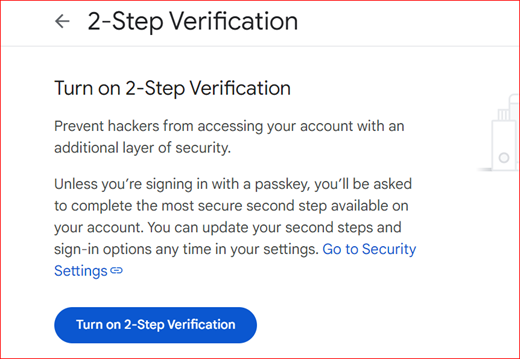 2-Step Verification
Turn on 2-Step Verification
Prevent hackers from accessing your account with an
additional layer of security.
Unless you’re signing in with a passkey, you’ll be asked
to complete the most secure second step available on
your account. You can update your second steps and
sign-in options any time in your settings. Go to Security
Settings
Turn on 2-Step Verification